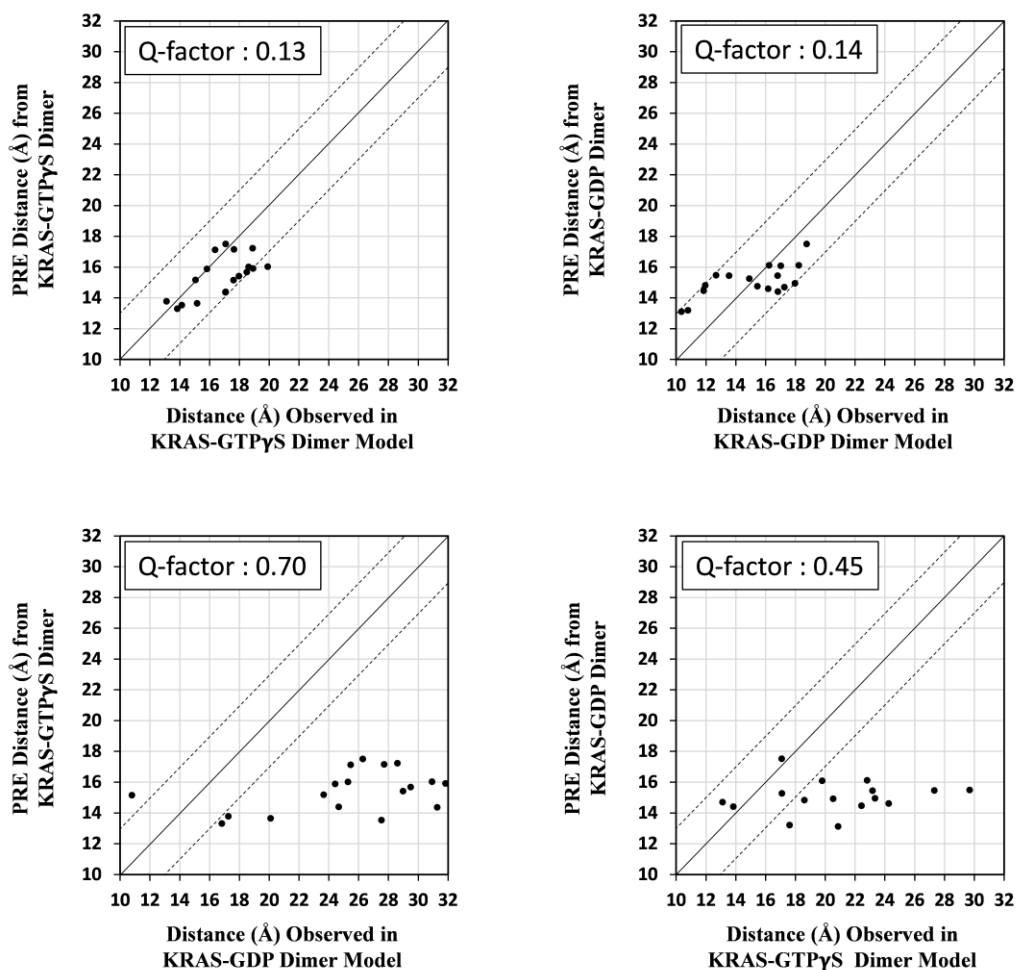 Q-factor : 0.13
PRE Distance (Å) from
KRAS-GTPγS Dimer
32
30
28
26
24
22
20
18
16
14
12
10
10 12 14 16 18 20 22 24 26 28 30 32
Distance (Å) Observed in
KRAS-GTPγS Dimer Model
Q-factor : 0.14
PRE Distance (Å) from
KRAS-GDP Dimer
32
30
28
26
24
22
20
18
16
14
12
10
10 12 14 16 18 20 22 24 26 28 30 32
Distance (Å) Observed in
KRAS-GDP Dimer Model
Q-factor : 0.70
PRE Distance (Å) from
KRAS-GTPγS Dimer
32
30
28
26
24
22
20
18
16
14
12
10
10 12 14 16 18 20 22 24 26 28 30 32
Distance (Å) Observed in
KRAS-GDP Dimer Model
Q-factor : 0.45
PRE Distance (Å) from
KRAS-GDP Dimer
32
30
28
26
24
22
20
18
16
14
12
10
10 12 14 16 18 20 22 24 26 28 30 32
Distance (Å) Observed in
KRAS-GTPγS Dimer Model